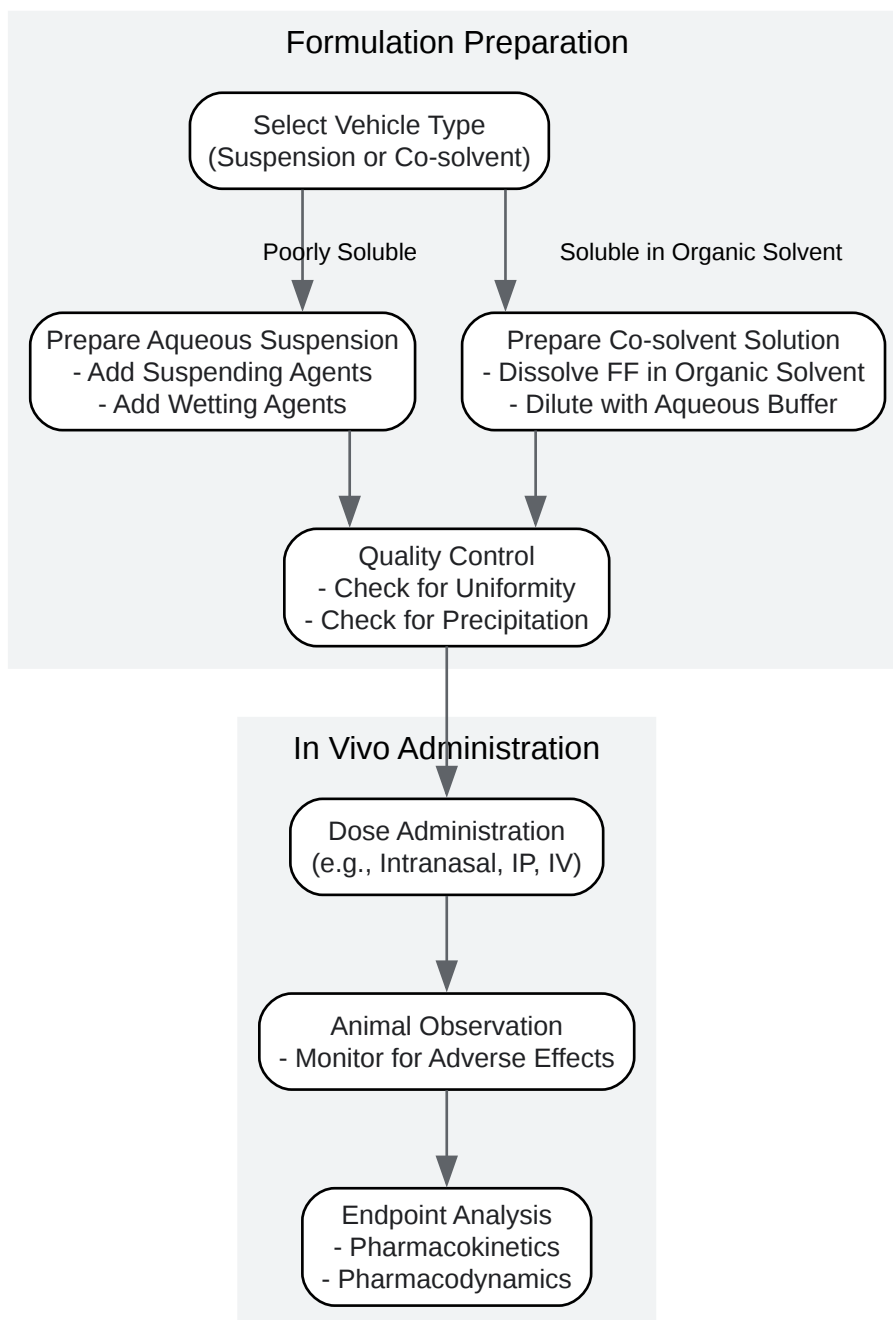 Formulation Preparation
Select Vehicle Type
(Suspension or Co-solvent)
Poorly Soluble
Soluble in Organic Solvent
Prepare Aqueous Suspension
- Add Suspending Agents
- Add Wetting Agents
Prepare Co-solvent Solution
- Dissolve FF in Organic Solvent
- Dilute with Aqueous Buffer
Quality Control
- Check for Uniformity
- Check for Precipitation
In Vivo Administration
Dose Administration
(e.g., Intranasal, IP, IV)
Animal Observation
- Monitor for Adverse Effects
Endpoint Analysis
- Pharmacokinetics
- Pharmacodynamics